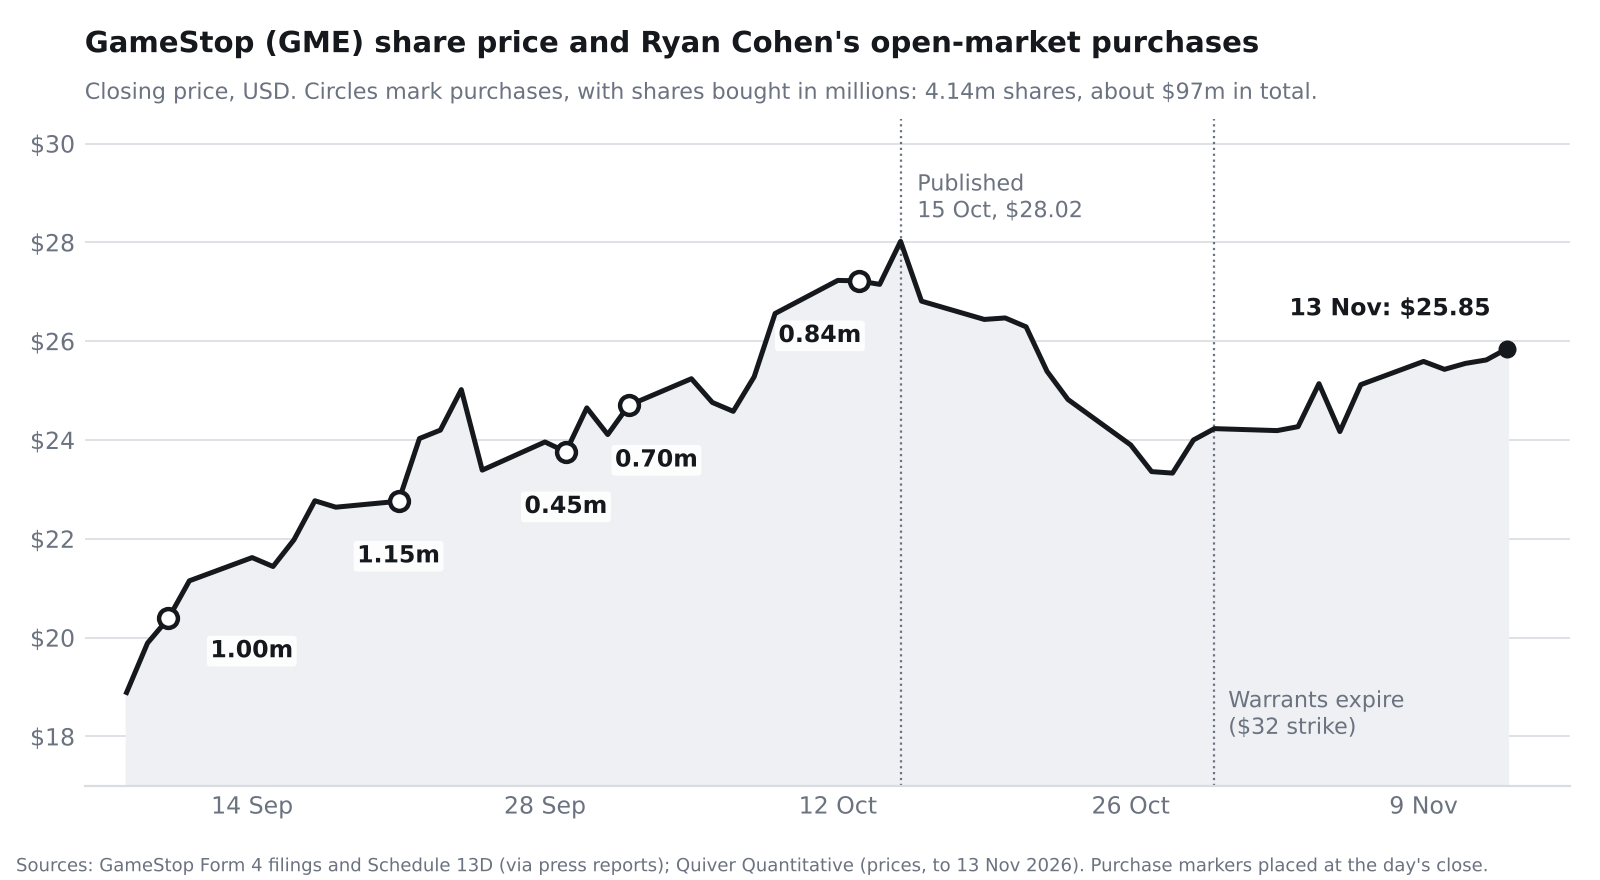 GameStop (GME) share price and Ryan Cohen's open-market purchases
Closing price, USD. Circles mark purchases, with shares bought in millions: 4.14m shares, about $97m in total.
$30
Published
15 Oct, $28.02
$28
13 Nov: $25.85
$26
0.84m
$24
0.70m
0.45m
$22
1.15m
$20
1.00m
Warrants expire
($32 strike)
$18
14 Sep
28 Sep
12 Oct
26 Oct
9 Nov
Sources: GameStop Form 4 filings and Schedule 13D (via press reports); Quiver Quantitative (prices, to 13 Nov 2026). Purchase markers placed at the day's close.